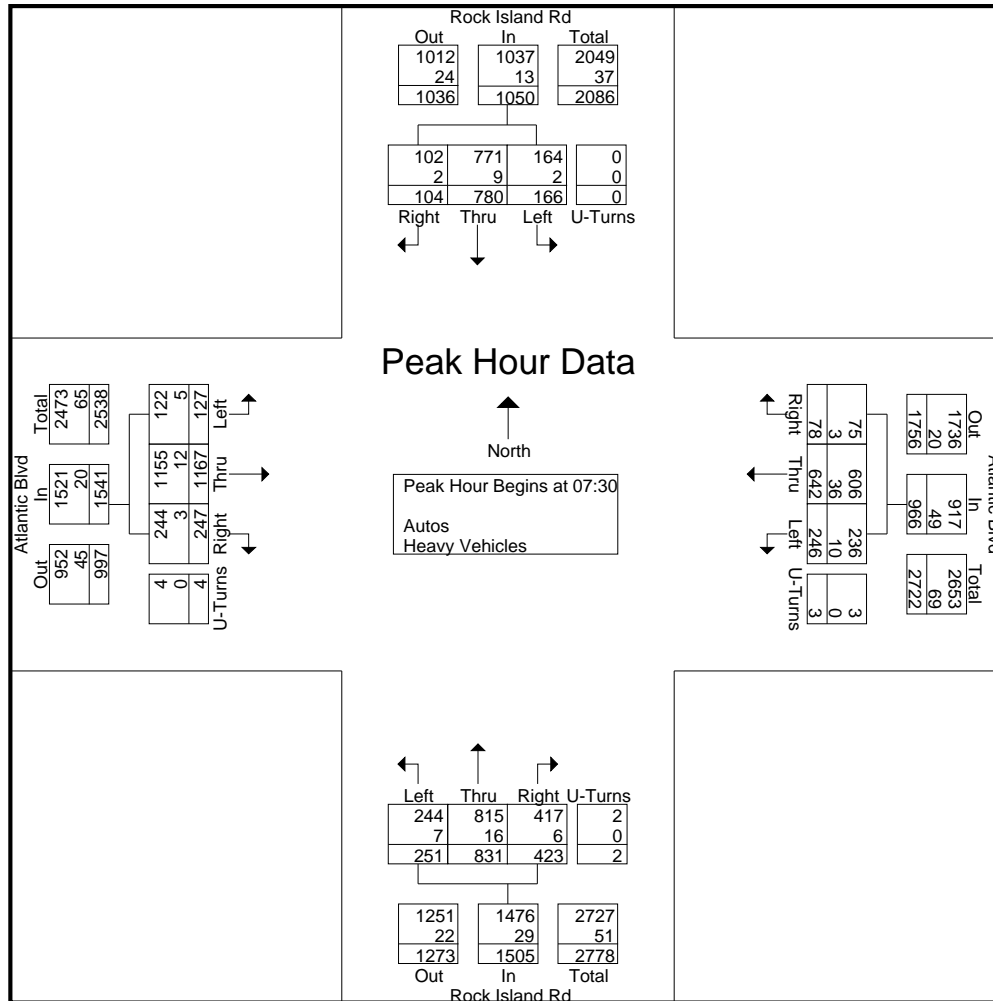 Rock Island Rd
Out In Total
1012 1037 2049
24 13 37
1036 1050 2086
102 771 164 0
2 9 2 0
104 780 166 0
Right Thru Left U-Turns
Peak Hour Data
North
Peak Hour Begins at 07:30
Autos
Heavy Vehicles
Atlantic Blvd
Out In Total
952 1521 2473
45 20 65
997 1541 2538
Left Thru Right U-Turns
122 1155 244 4
5 12 3 0
127 1167 247 4
Atlantic Blvd
Out In Total
1736 917 2653
20 49 69
1756 966 2722
75 606 236 3
3 36 10 0
78 642 246 3
Right Thru Left U-Turns
Left Thru Right U-Turns
244 815 417 2
7 16 6 0
251 831 423 2
1251 1476 2727
22 29 51
1273 1505 2778
Out In Total
Rock Island Rd